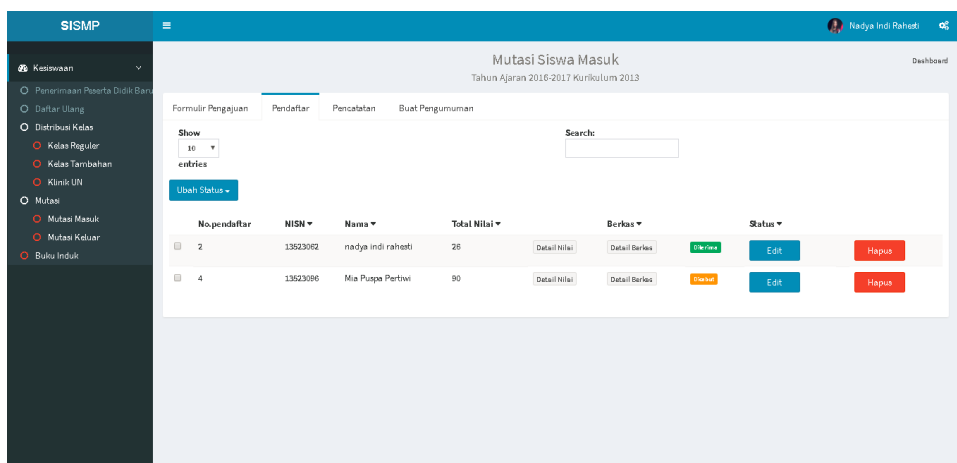 SISMP
Nadya Indi Rahesti
Kesiswaan
Penerimaan Peserta Didik Baru
Daftar Ulang
Distribusi Kelas
Kelas Reguler
Kelas Tambahan
Klinik UN
Mutasi
Mutasi Masuk
Mutasi Keluar
Buku Induk
Mutasi Siswa Masuk
Tahun Ajaran 2016-2017 Kurikulum 2013
Dashboard
Formulir Pengajuan Pendaftar Pencatatan Buat Pengumuman
Show
10
entries
Search:
Ubah Status
No.pendaftar NISN Nama Total Nilai Berkas Status
2 13523062 nadya indi rahesti 26 Detail Nilai Detail Berkas Diterima Edit Hapus
4 13523096 Mia Puspa Pertiwi 90 Detail Nilai Detail Berkas Dicabut Edit Hapus